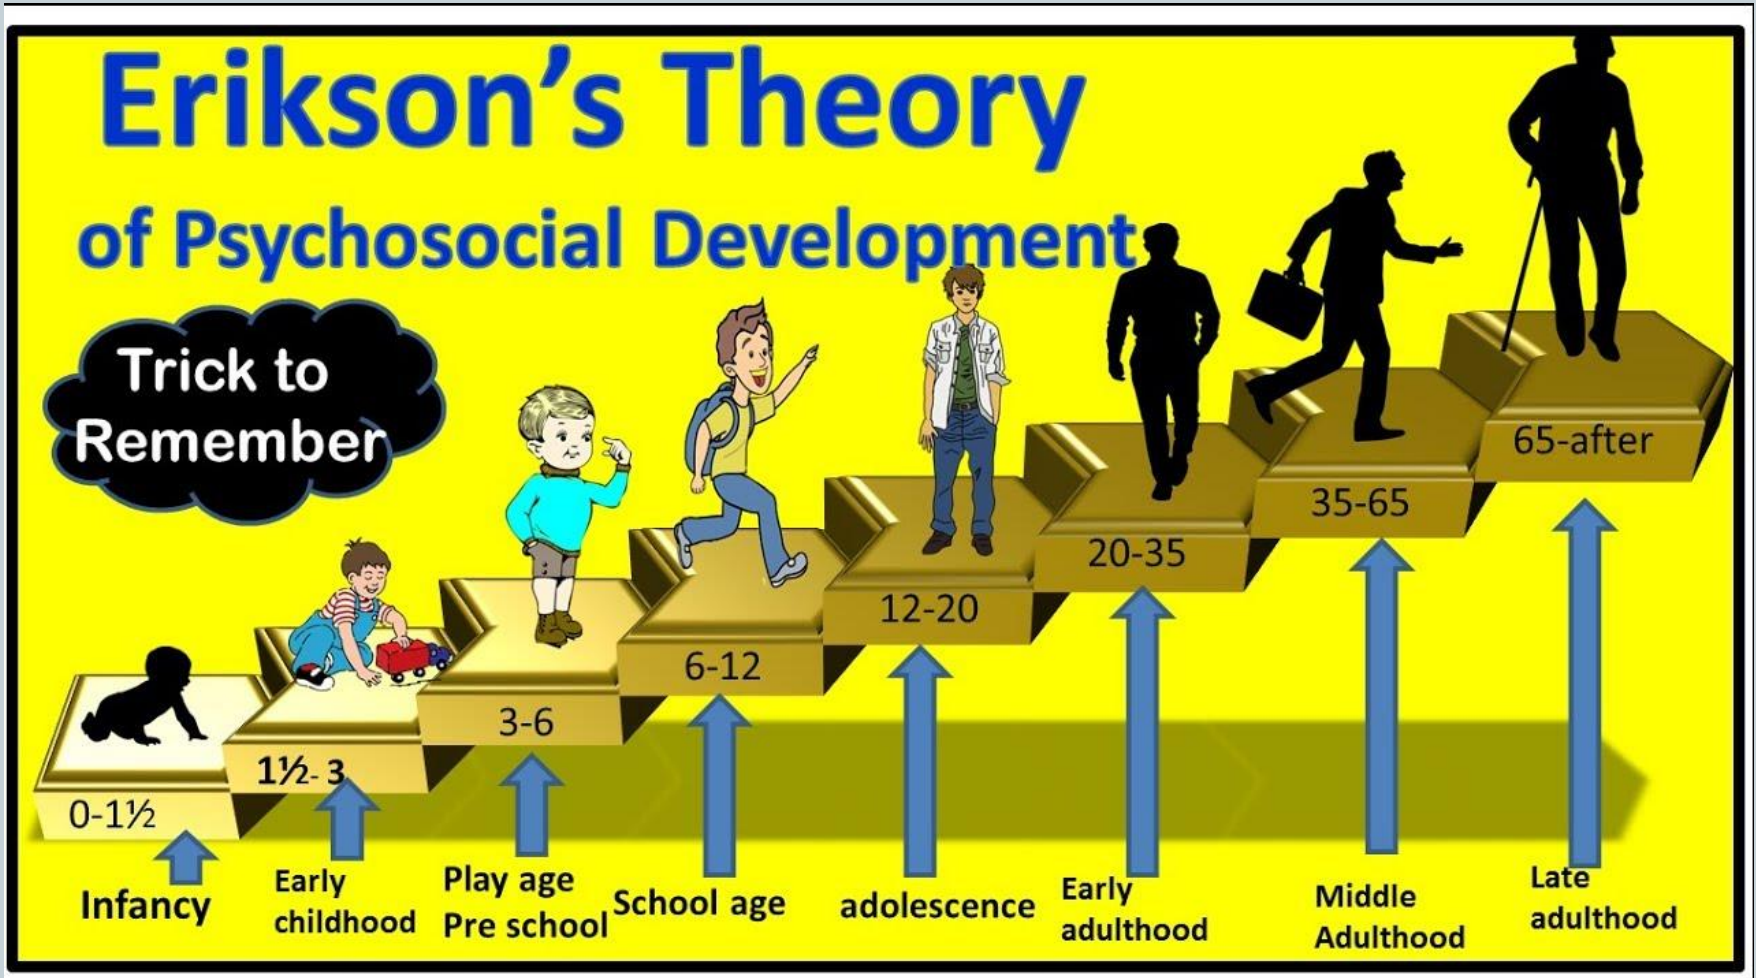 Erikson’s Theory
of Psychosocial Development
Trick to
Remember
0-1½
1½- 3
3-6
6-12
12-20
20-35
35-65
65-after
Infancy
Early
childhood
Play age
Pre school
School age
adolescence
Early
adulthood
Middle
Adulthood
Late
adulthood